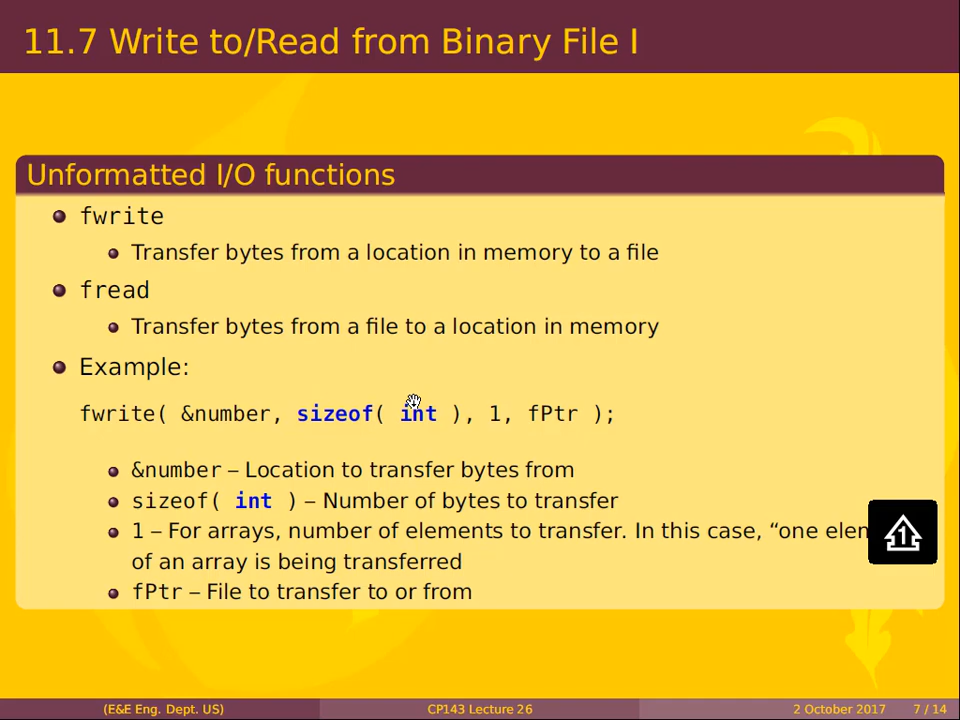 11.7 Write to/Read from Binary File I
Unformatted I/O functions
fwrite
Transfer bytes from a location in memory to a file
fread
Transfer bytes from a file to a location in memory
Example:
fwrite( &number, sizeof( int ), 1, fPtr );
&number – Location to transfer bytes from
sizeof( int ) – Number of bytes to transfer
1 – For arrays, number of elements to transfer. In this case, “one
of an array is being transferred
fPtr – File to transfer to or from
1
(E&E Eng. Dept. US) CP143 Lecture 26 2 October 2017 7 / 14